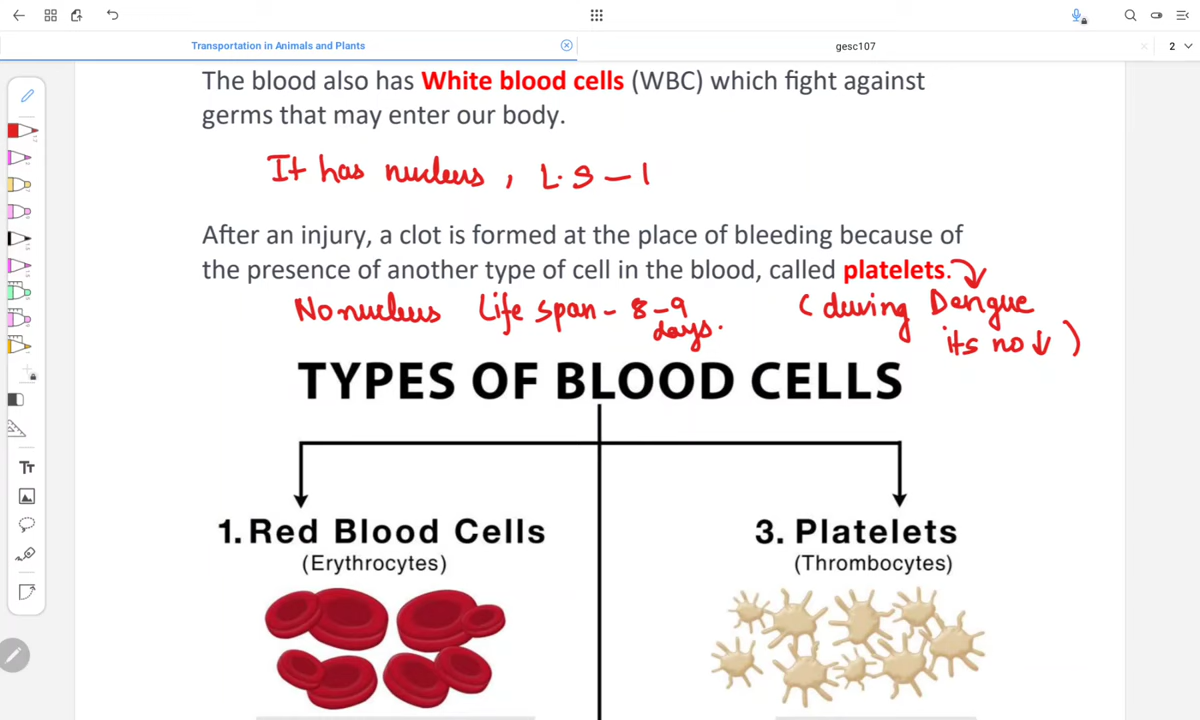 Transportation in Animals and Plants
gesc107
2
The blood also has White blood cells (WBC) which fight against
germs that may enter our body.
It has nucleus , L.S – 1
After an injury, a clot is formed at the place of bleeding because of
the presence of another type of cell in the blood, called platelets.
No nucleus Life span - 8-9 days. (during Dengue
its no ↓ )
TYPES OF BLOOD CELLS
1. Red Blood Cells
(Erythrocytes)
3. Platelets
(Thrombocytes)
Tт